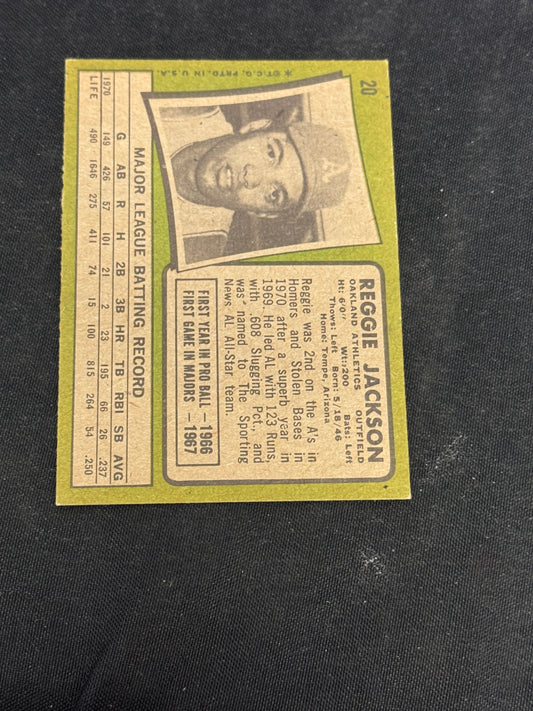 20
REGGIE JACKSON
OAKLAND ATHLETICS OUTFIELD
Ht: 6'0" Wt: 200 Bats: Left
Thows: Left Born: 5/18/46
Home: Tempe, Arizona
Reggie was 2nd on the A's in
Homers and Stolen Bases in
1970 after a superb year in
1969. He led AL with 123 Runs,
with .608 Slugging Pct., and
was named to The Sporting
News AL All-Star team.
FIRST YEAR IN PRO BALL — 1966
FIRST GAME IN MAJORS — 1967
A
* © T.C.G. PRTD. IN U.S.A.
MAJOR LEAGUE BATTING RECORD
G AB R H 2B 3B HR TB RBI SB AVG
1970 149 426 57 101 21 2 23 195 66 26 .237
LIFE 490 1646 275 411 74 15 100 815 264 54 .250